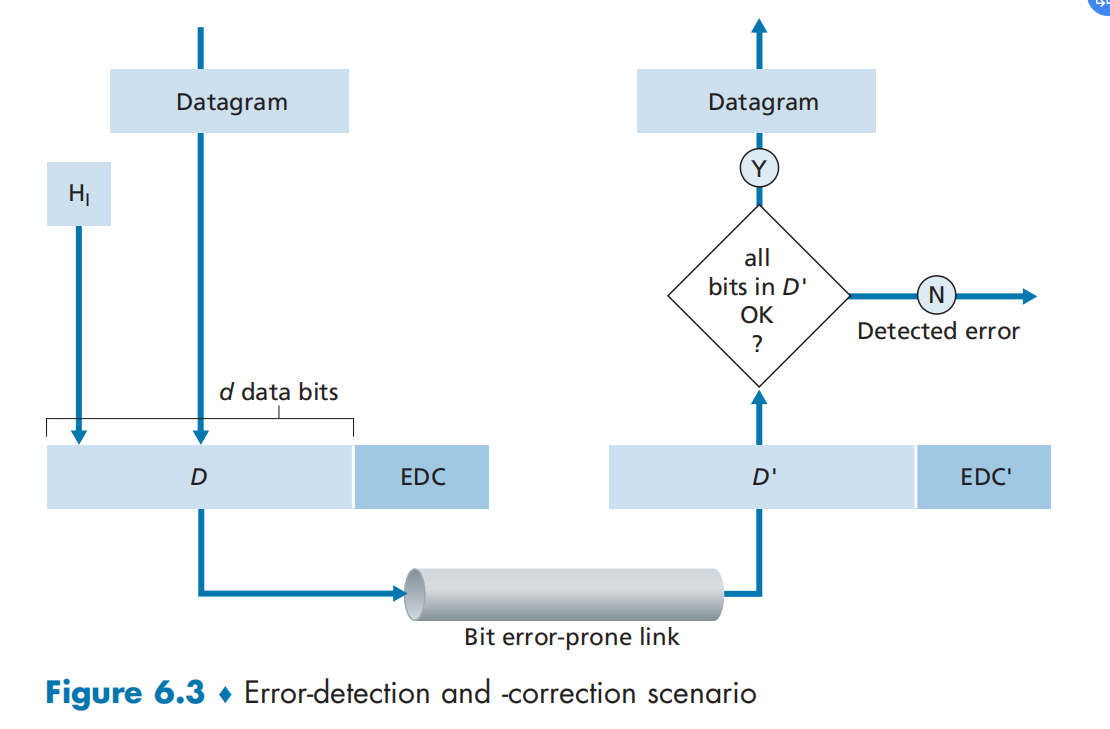 Datagram
H_l
d data bits
D
EDC
Datagram
Y
all
bits in D'
OK
?
N
Detected error
D'
EDC'
Bit error-prone link
Figure 6.3 ♦ Error-detection and -correction scenario